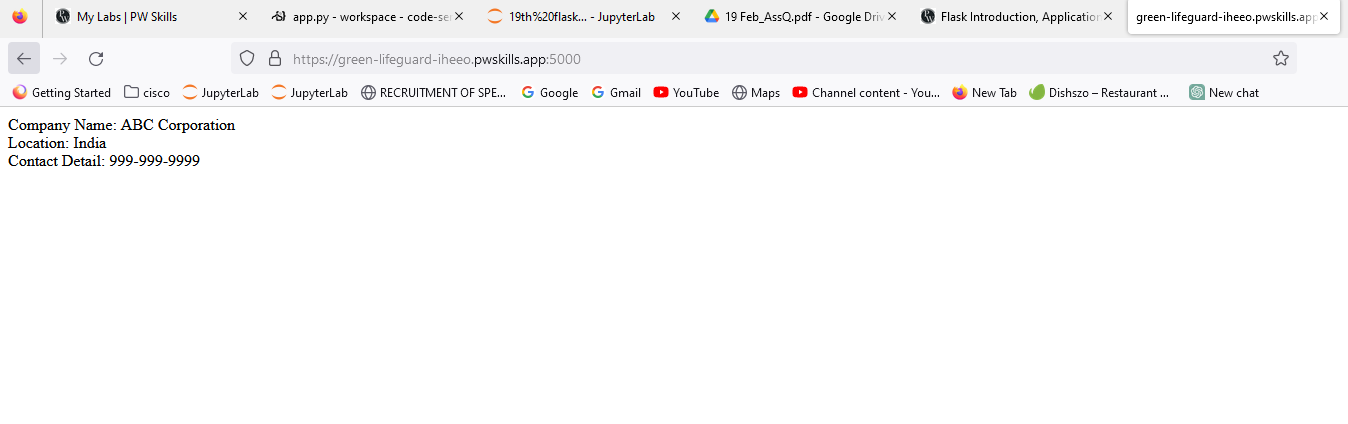 My Labs | PW Skills
app.py - workspace - code-ser
19th%20flask... - JupyterLab
19 Feb_AssQ.pdf - Google Driv
Flask Introduction, Application
green-lifeguard-iheeo.pwskills.app
https://green-lifeguard-iheeo.pwskills.app:5000
Getting Started
cisco
JupyterLab
JupyterLab
RECRUITMENT OF SPE...
Google
Gmail
YouTube
Maps
Channel content - You...
New Tab
Dishszo – Restaurant ...
New chat
Company Name: ABC Corporation
Location: India
Contact Detail: 999-999-9999